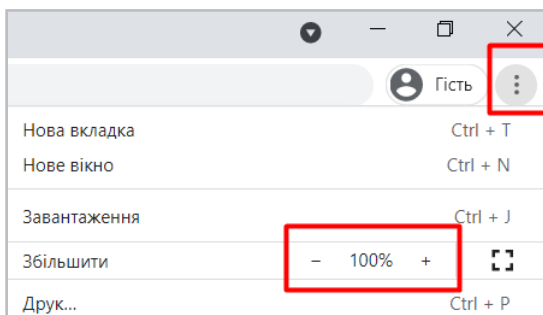 Гість
Нова вкладка Ctrl + T
Нове вікно Ctrl + N
Завантаження Ctrl + J
Збільшити − 100% +
Друк... Ctrl + P